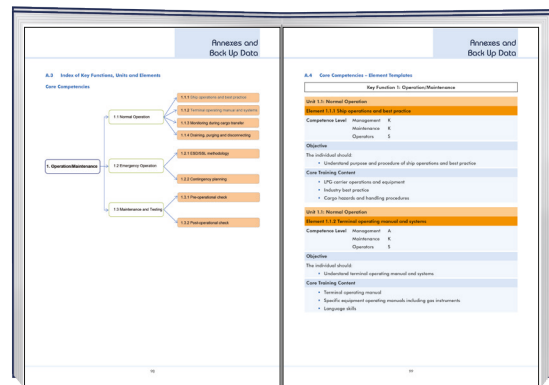 Annexes and
Back Up Data
A.3 Index of Key Functions, Units and Elements
Core Competencies
1. Operation/Maintenance
1.1 Normal Operation
1.1.1 Ship operations and best practice
1.1.2 Terminal operating manual and systems
1.1.3 Monitoring during cargo transfer
1.1.4 Draining, purging and disconnecting
1.2 Emergency Operation
1.2.1 ESD/SSL methodology
1.2.2 Contingency planning
1.3 Maintenance and Testing
1.3.1 Pre-operational check
1.3.2 Post-operational check
Annexes and
Back Up Data
A.4 Core Competencies – Element Templates
Key Function 1: Operation/Maintenance
Unit 1.1: Normal Operation
Element 1.1.1 Ship operations and best practice
Competence Level Management K
Maintenance K
Operators S
Objective
The individual should:
• Understand purpose and procedure of ship operations and best practice
Core Training Content
• LPG carrier operations and equipment
• Industry best practice
• Cargo hazards and handling procedures
Unit 1.1: Normal Operation
Element 1.1.2 Terminal operating manual and systems
Competence Level Management A
Maintenance K
Operators S
Objective
The individual should:
• Understand terminal operating manual and systems
Core Training Content
• Terminal operating manual
• Specific equipment operating manuals including gas instruments
• Language skills